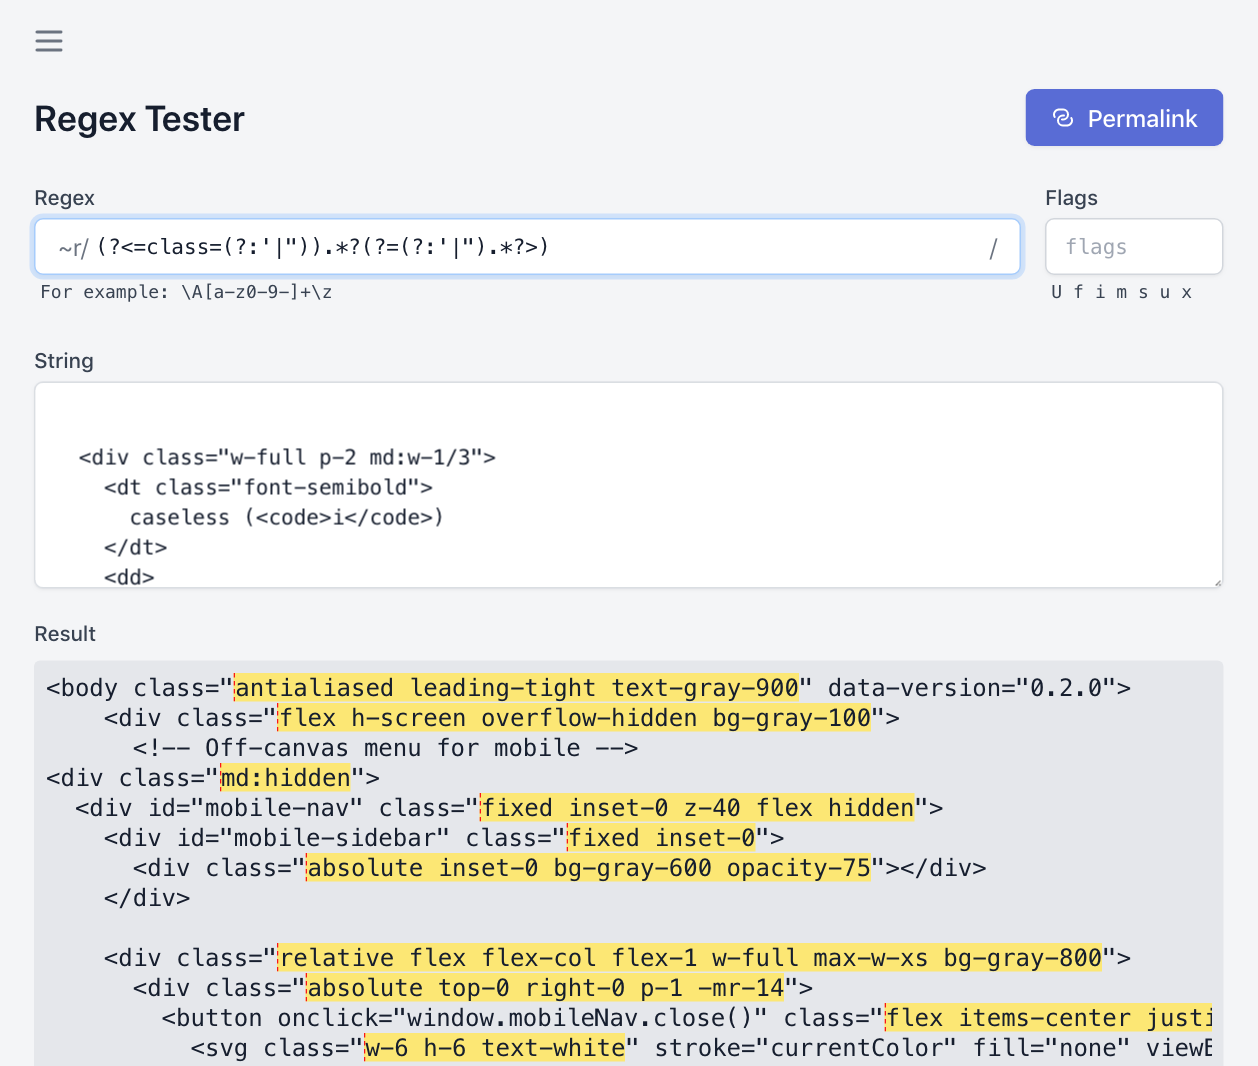 Regex Tester
Permalink
Regex
Flags
~r/ (?<=class=(?:'|")).*?(?=(?:'|").*?>) /
flags
For example: \A[a-z0-9-]+\z
U f i m s u x
String
<div class="w-full p-2 md:w-1/3">
<dt class="font-semibold">
caseless (<code>i</code>)
</dt>
<dd>
Result
<body class="antialiased leading-tight text-gray-900" data-version="0.2.0">
<div class="flex h-screen overflow-hidden bg-gray-100">
<!-- Off-canvas menu for mobile -->
<div class="md:hidden">
<div id="mobile-nav" class="fixed inset-0 z-40 flex hidden">
<div id="mobile-sidebar" class="fixed inset-0">
<div class="absolute inset-0 bg-gray-600 opacity-75"></div>
</div>
<div class="relative flex flex-col flex-1 w-full max-w-xs bg-gray-800">
<div class="absolute top-0 right-0 p-1 -mr-14">
<button onclick="window.mobileNav.close()" class="flex items-center justi
<svg class="w-6 h-6 text-white" stroke="currentColor" fill="none" view